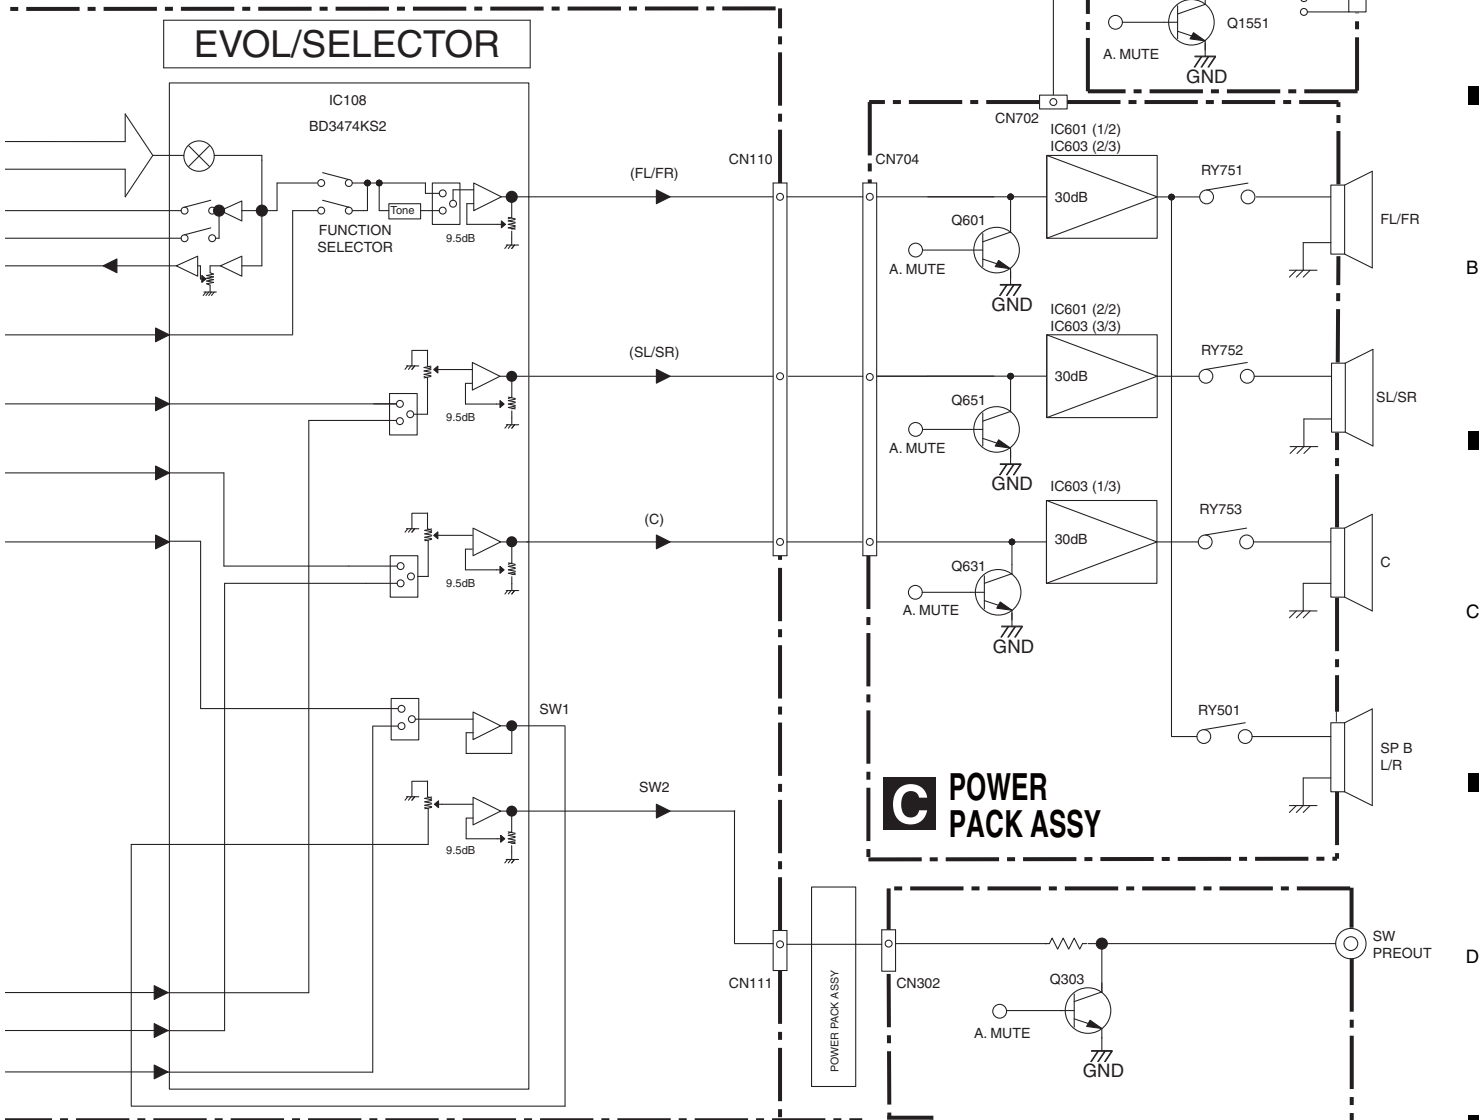 Q1551
A. MUTE
GND
EVOL/SELECTOR
IC108
BD3474KS2
CN702
IC601 (1/2)
IC603 (2/3)
CN110
CN704
(FL/FR)
RY751
30dB
Tone
FUNCTION
SELECTOR
9.5dB
Q601
A. MUTE
GND
FL/FR
B
IC601 (2/2)
IC603 (3/3)
(SL/SR)
RY752
30dB
9.5dB
Q651
A. MUTE
GND
SL/SR
IC603 (1/3)
(C)
RY753
30dB
9.5dB
Q631
A. MUTE
GND
C
C
SW1
RY501
SP B
L/R
SW2
9.5dB
C POWER
PACK ASSY
CN111
POWER PACK ASSY
CN302
Q303
A. MUTE
GND
SW
PREOUT
D